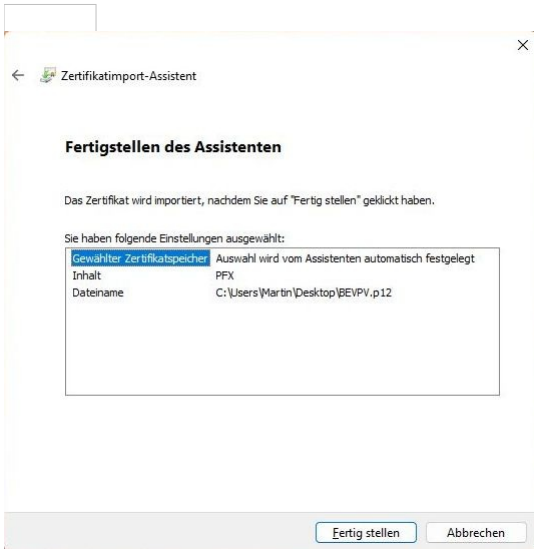 Zertifikatimport-Assistent
Fertigstellen des Assistenten
Das Zertifikat wird importiert, nachdem Sie auf "Fertig stellen" geklickt haben.
Sie haben folgende Einstellungen ausgewählt:
Gewählter Zertifikatspeicher Auswahl wird vom Assistenten automatisch festgelegt
Inhalt PFX
Dateiname C:\Users\Martin\Desktop\BEVPV.p12
Fertig stellen Abbrechen